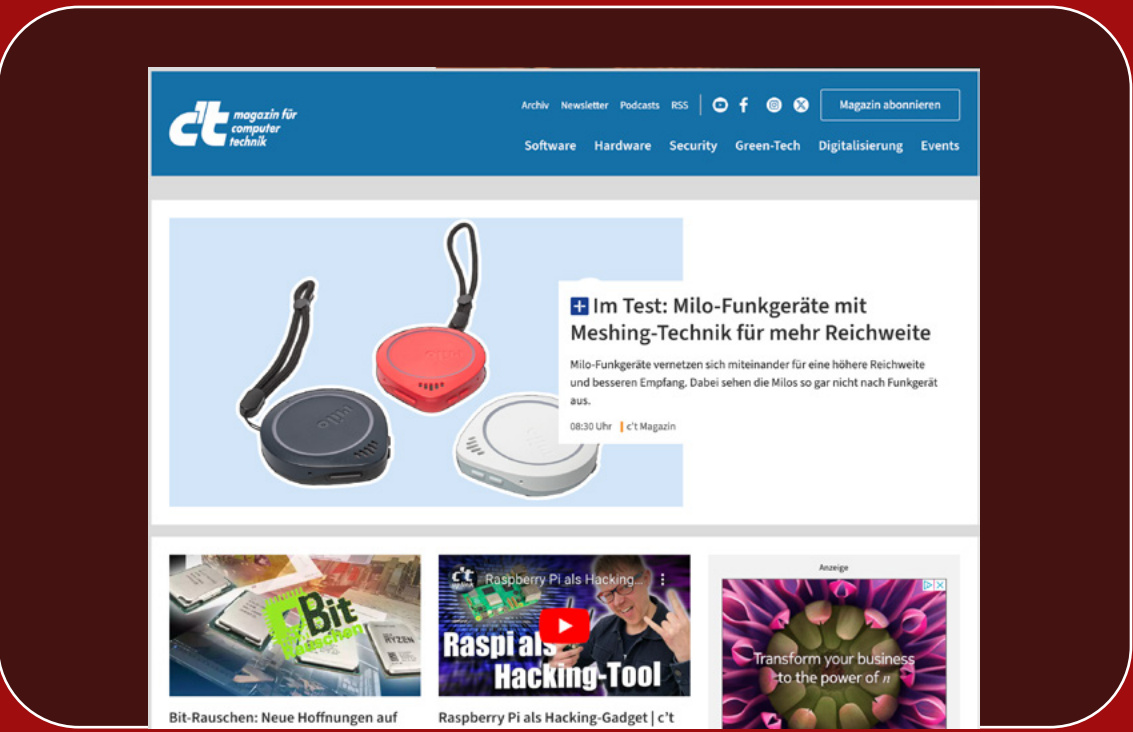 c't magazin für
computer
technik
Archiv Newsletter Podcasts RSS
Magazin abonnieren
Software Hardware Security Green-Tech Digitalisierung Events
milo
Im Test: Milo-Funkgeräte mit
Meshing-Technik für mehr Reichweite
Milo-Funkgeräte vernetzen sich miteinander für eine höhere Reichweite
und besseren Empfang. Dabei sehen die Milos so gar nicht nach Funkgerät
aus.
08:30 Uhr | c't Magazin
Bit
Rauschen
RYZEN
Bit-Rauschen: Neue Hoffnungen auf
c't
uplink
Raspberry Pi als Hacking...
Raspi als
Hacking-Tool
Raspberry Pi als Hacking-Gadget | c't
Anzeige
Transform your business
to the power of n